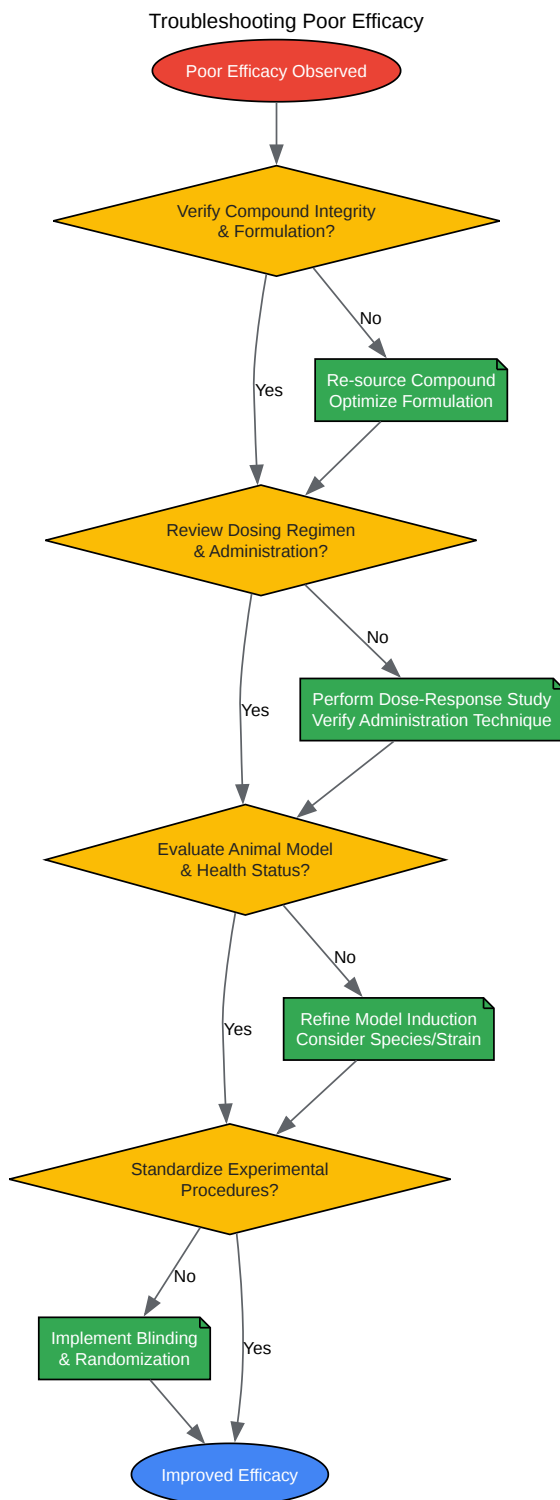 Troubleshooting Poor Efficacy
Poor Efficacy Observed
Verify Compound Integrity
& Formulation?
No
Yes
Re-source Compound
Optimize Formulation
Review Dosing Regimen
& Administration?
No
Yes
Perform Dose-Response Study
Verify Administration Technique
Evaluate Animal Model
& Health Status?
No
Yes
Refine Model Induction
Consider Species/Strain
Standardize Experimental
Procedures?
No
Yes
Implement Blinding
& Randomization
Improved Efficacy